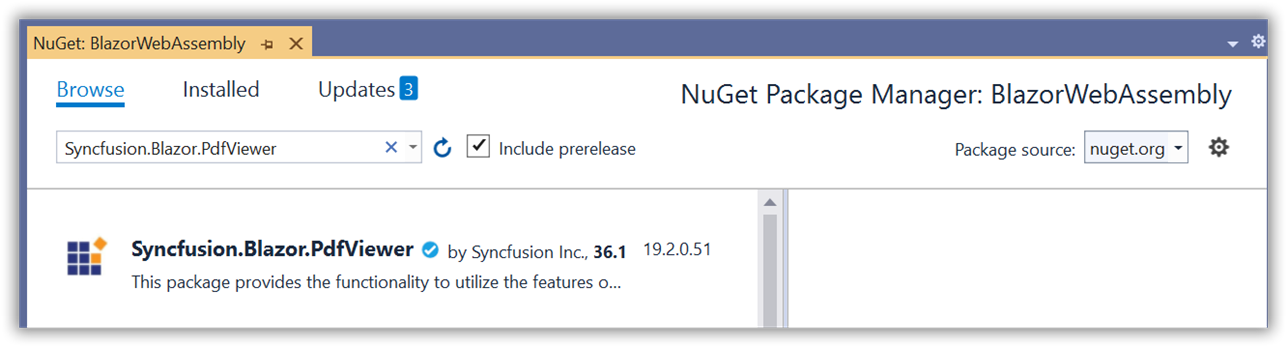 NuGet: BlazorWebAssembly
Browse Installed Updates 3
NuGet Package Manager: BlazorWebAssembly
Syncfusion.Blazor.PdfViewer
Include prerelease
Package source: nuget.org
Syncfusion.Blazor.PdfViewer by Syncfusion Inc., 36.1 19.2.0.51
This package provides the functionality to utilize the features o...